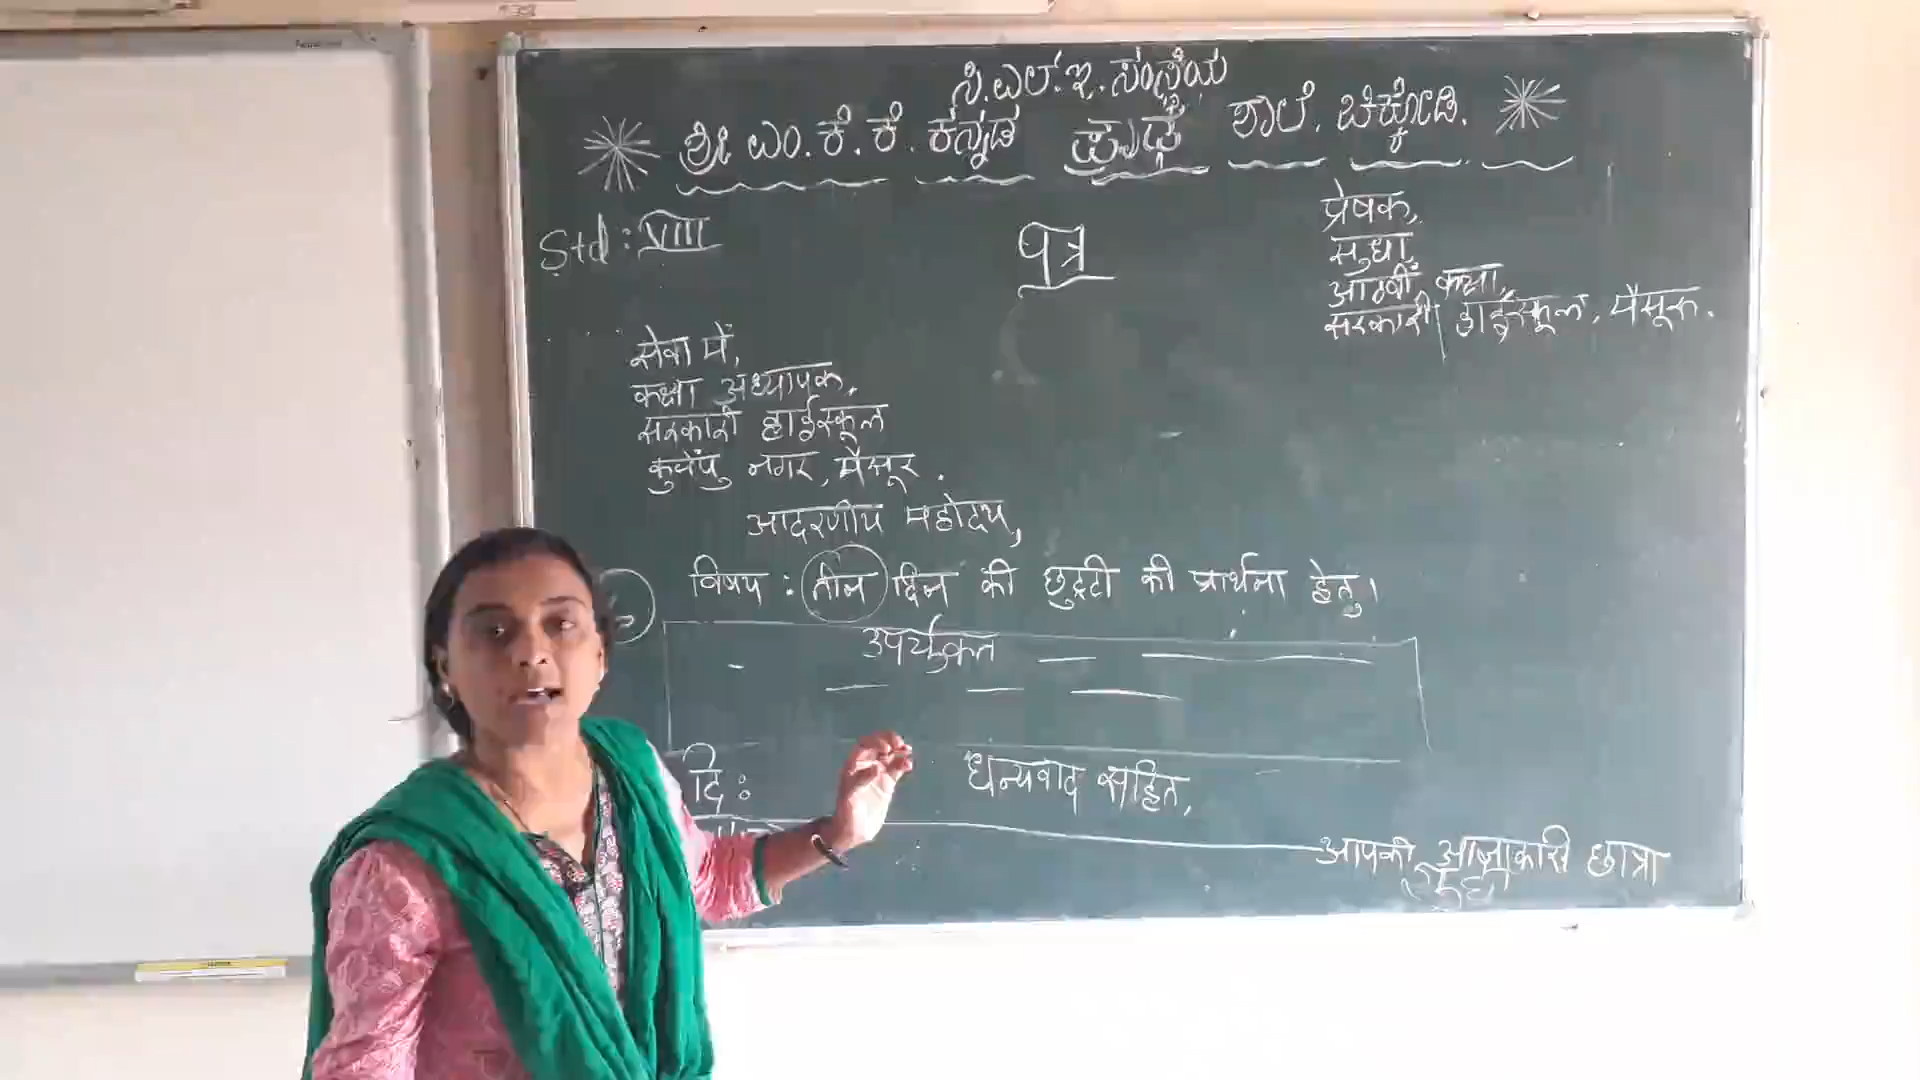 ಸಿ.ಎಲ್.ಇ. ಸಂಸ್ಥೆಯ
ಶ್ರೀ ಎಂ. ಕೆ. ಕೆ. ಕನ್ನಡ ಪ್ರೌಢ ಶಾಲೆ. ಚಿಕ್ಕೋಡಿ.
Std : VIII
पत्र
प्रेषक,
सुधा,
आठवीं कक्षा,
सरकारी हाईस्कूल, मैसूरु.
सेवा में,
कक्षा अध्यापक.
सरकारी हाईस्कूल
कुवेंपु नगर, मैसूर.
आदरणीय महोदय,
विषय : तीन दिन की छुट्टी की प्रार्थना हेतु।
उपर्युक्त
दि :
धन्यवाद सहित,
आपकी आज्ञाकारी छात्रा
सुधा